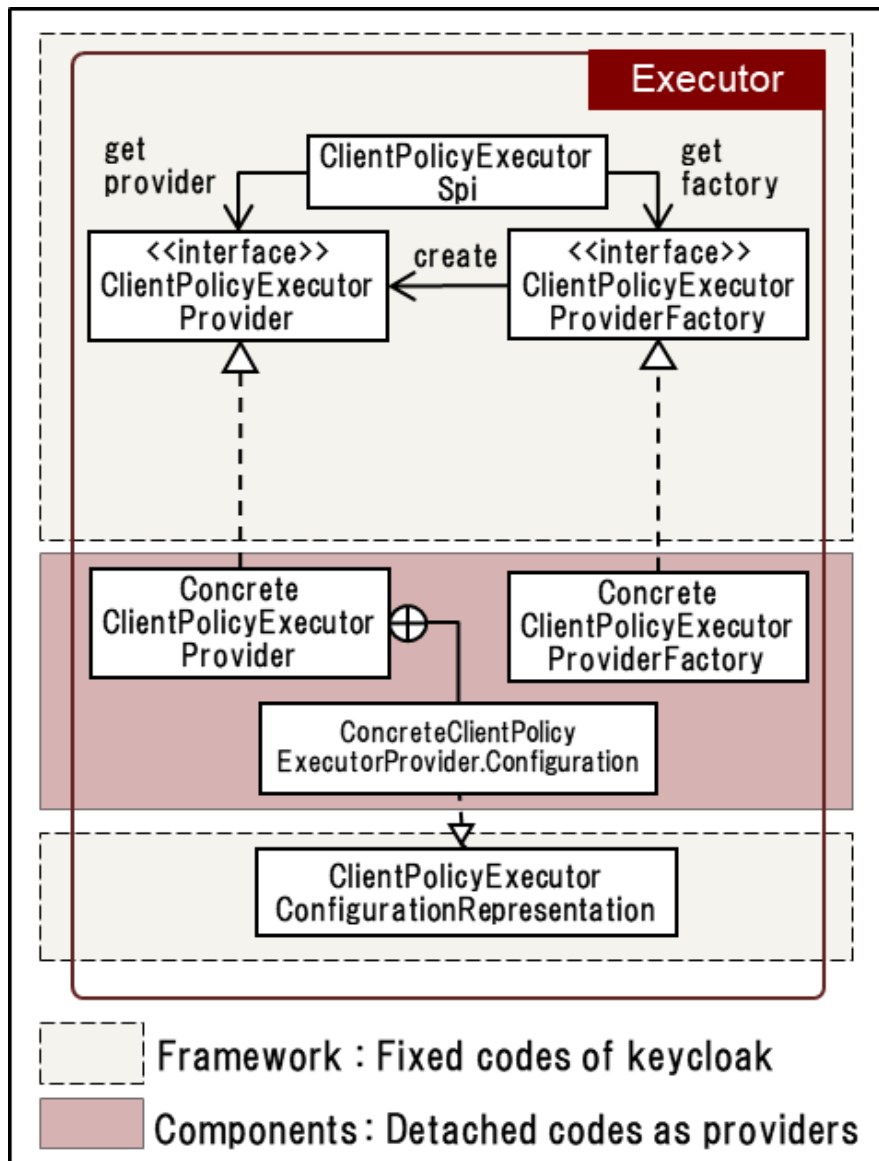 Executor
get
provider
ClientPolicyExecutor
Spi
get
factory
<<interface>>
ClientPolicyExecutor
Provider
create
<<interface>>
ClientPolicyExecutor
ProviderFactory
Concrete
ClientPolicyExecutor
Provider
Concrete
ClientPolicyExecutor
ProviderFactory
ConcreteClientPolicy
ExecutorProvider.Configuration
ClientPolicyExecutor
ConfigurationRepresentation
Framework : Fixed codes of keycloak
Components : Detached codes as providers